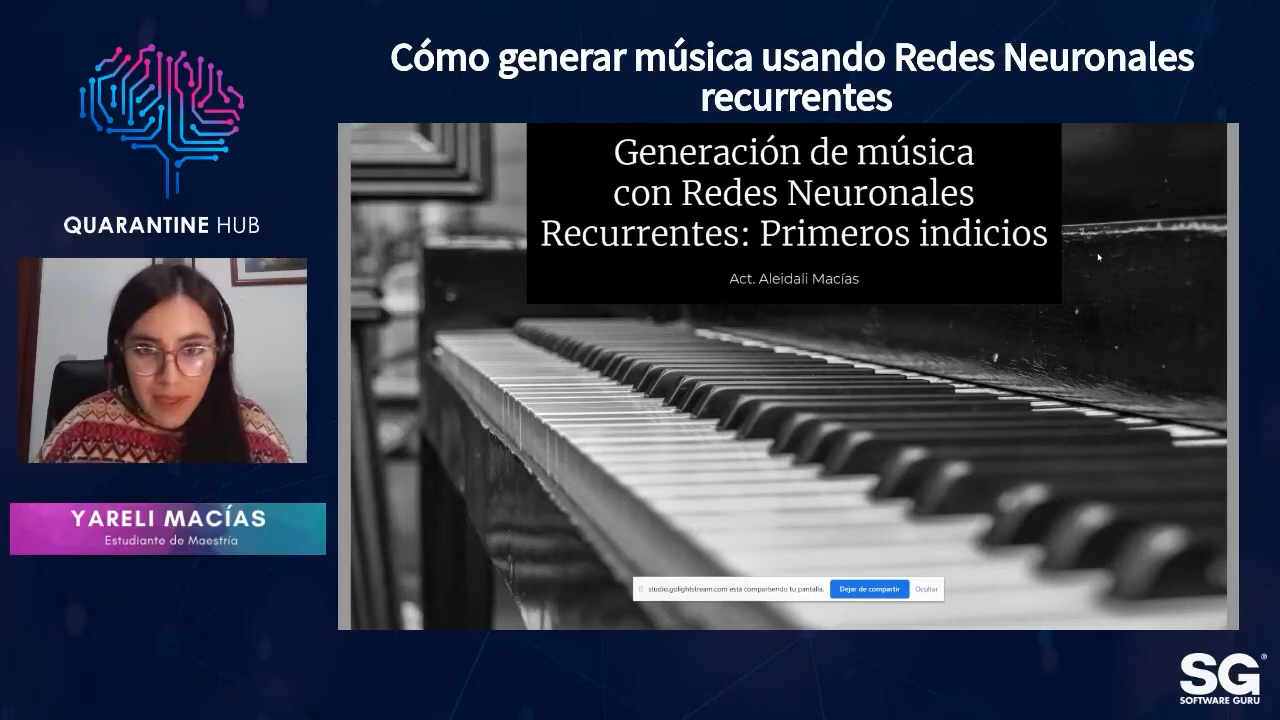 Cómo generar música usando Redes Neuronales
recurrentes
QUARANTINE HUB
Generación de música
con Redes Neuronales
Recurrentes: Primeros indicios
Act. Aleidali Macías
YARELI MACÍAS
Estudiante de Maestría
studio.golightstream.com está compartiendo tu pantalla. Dejar de compartir Ocultar
SG®
SOFTWARE GURU